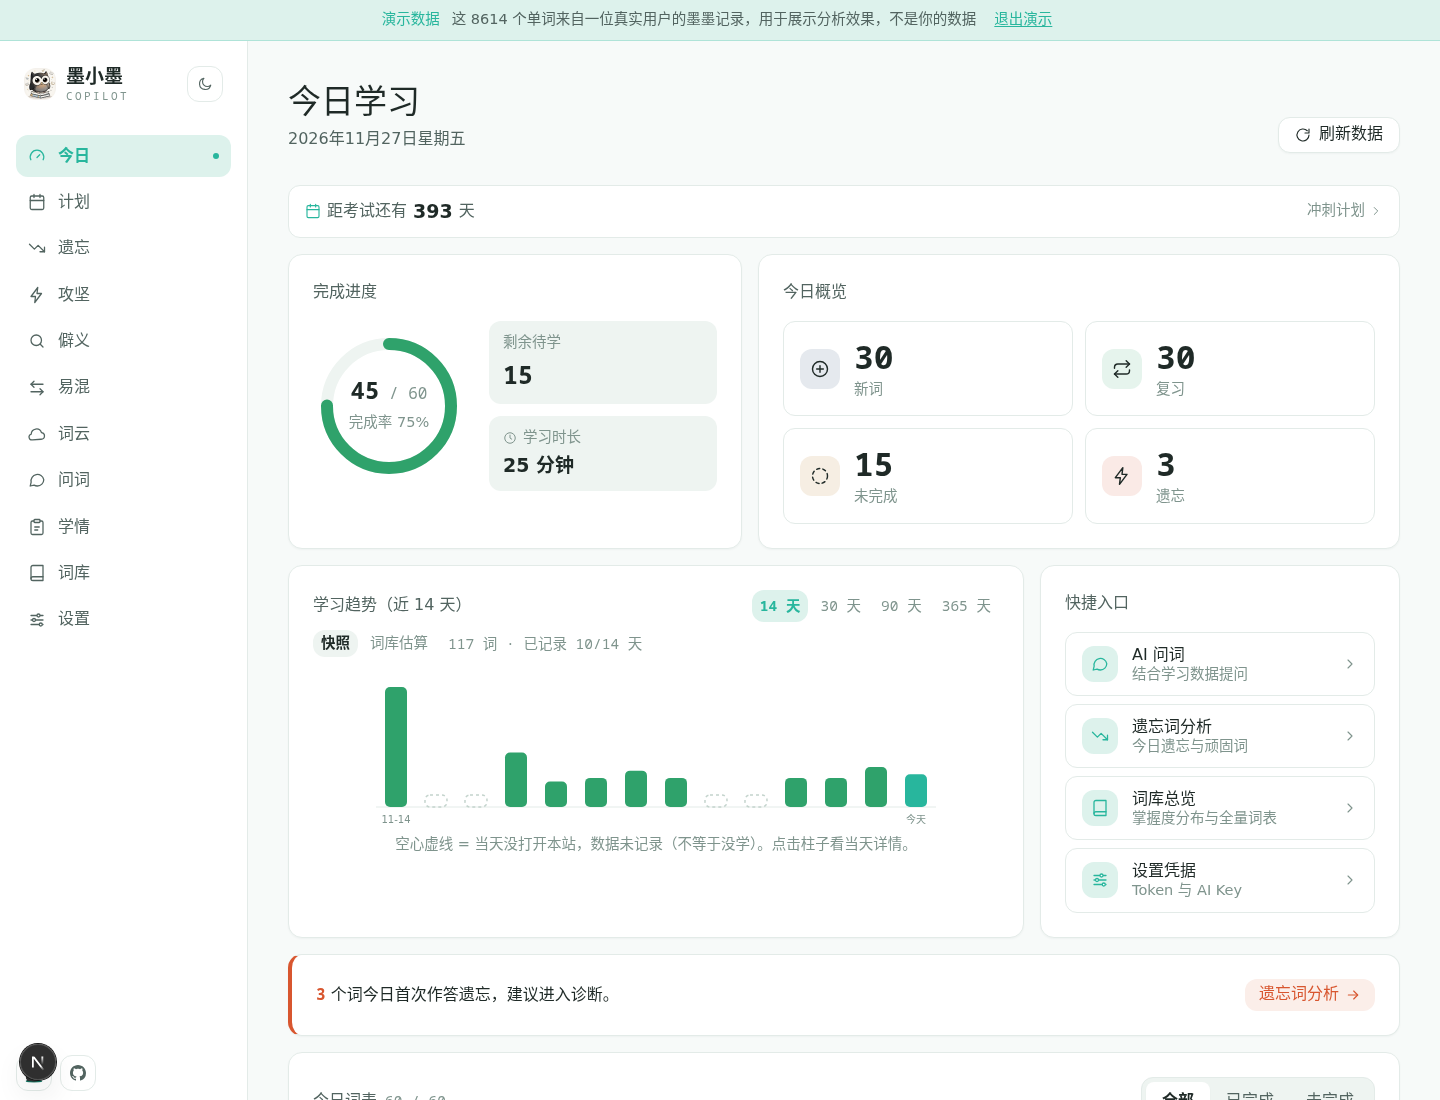 演示数据 这 8614 个单词来自一位真实用户的墨墨记录，用于展示分析效果，不是你的数据 退出演示
墨小墨
COPILOT
今日
计划
遗忘
攻坚
僻义
易混
词云
问词
学情
词库
设置
N
今日学习
2026年11月27日星期五
刷新数据
距考试还有 393 天
冲刺计划
完成进度
45 / 60
完成率 75%
剩余待学
15
学习时长
25 分钟
今日概览
30
新词
30
复习
15
未完成
3
遗忘
学习趋势（近 14 天）
14 天 30 天 90 天 365 天
快照 词库估算 117 词 · 已记录 10/14 天
11-14 今天
空心虚线 = 当天没打开本站，数据未记录（不等于没学）。点击柱子看当天详情。
快捷入口
AI 问词
结合学习数据提问
遗忘词分析
今日遗忘与顽固词
词库总览
掌握度分布与全量词表
设置凭据
Token 与 AI Key
3 个词今日首次作答遗忘，建议进入诊断。
遗忘词分析
今日词表 60 / 60
全部 已完成 未完成